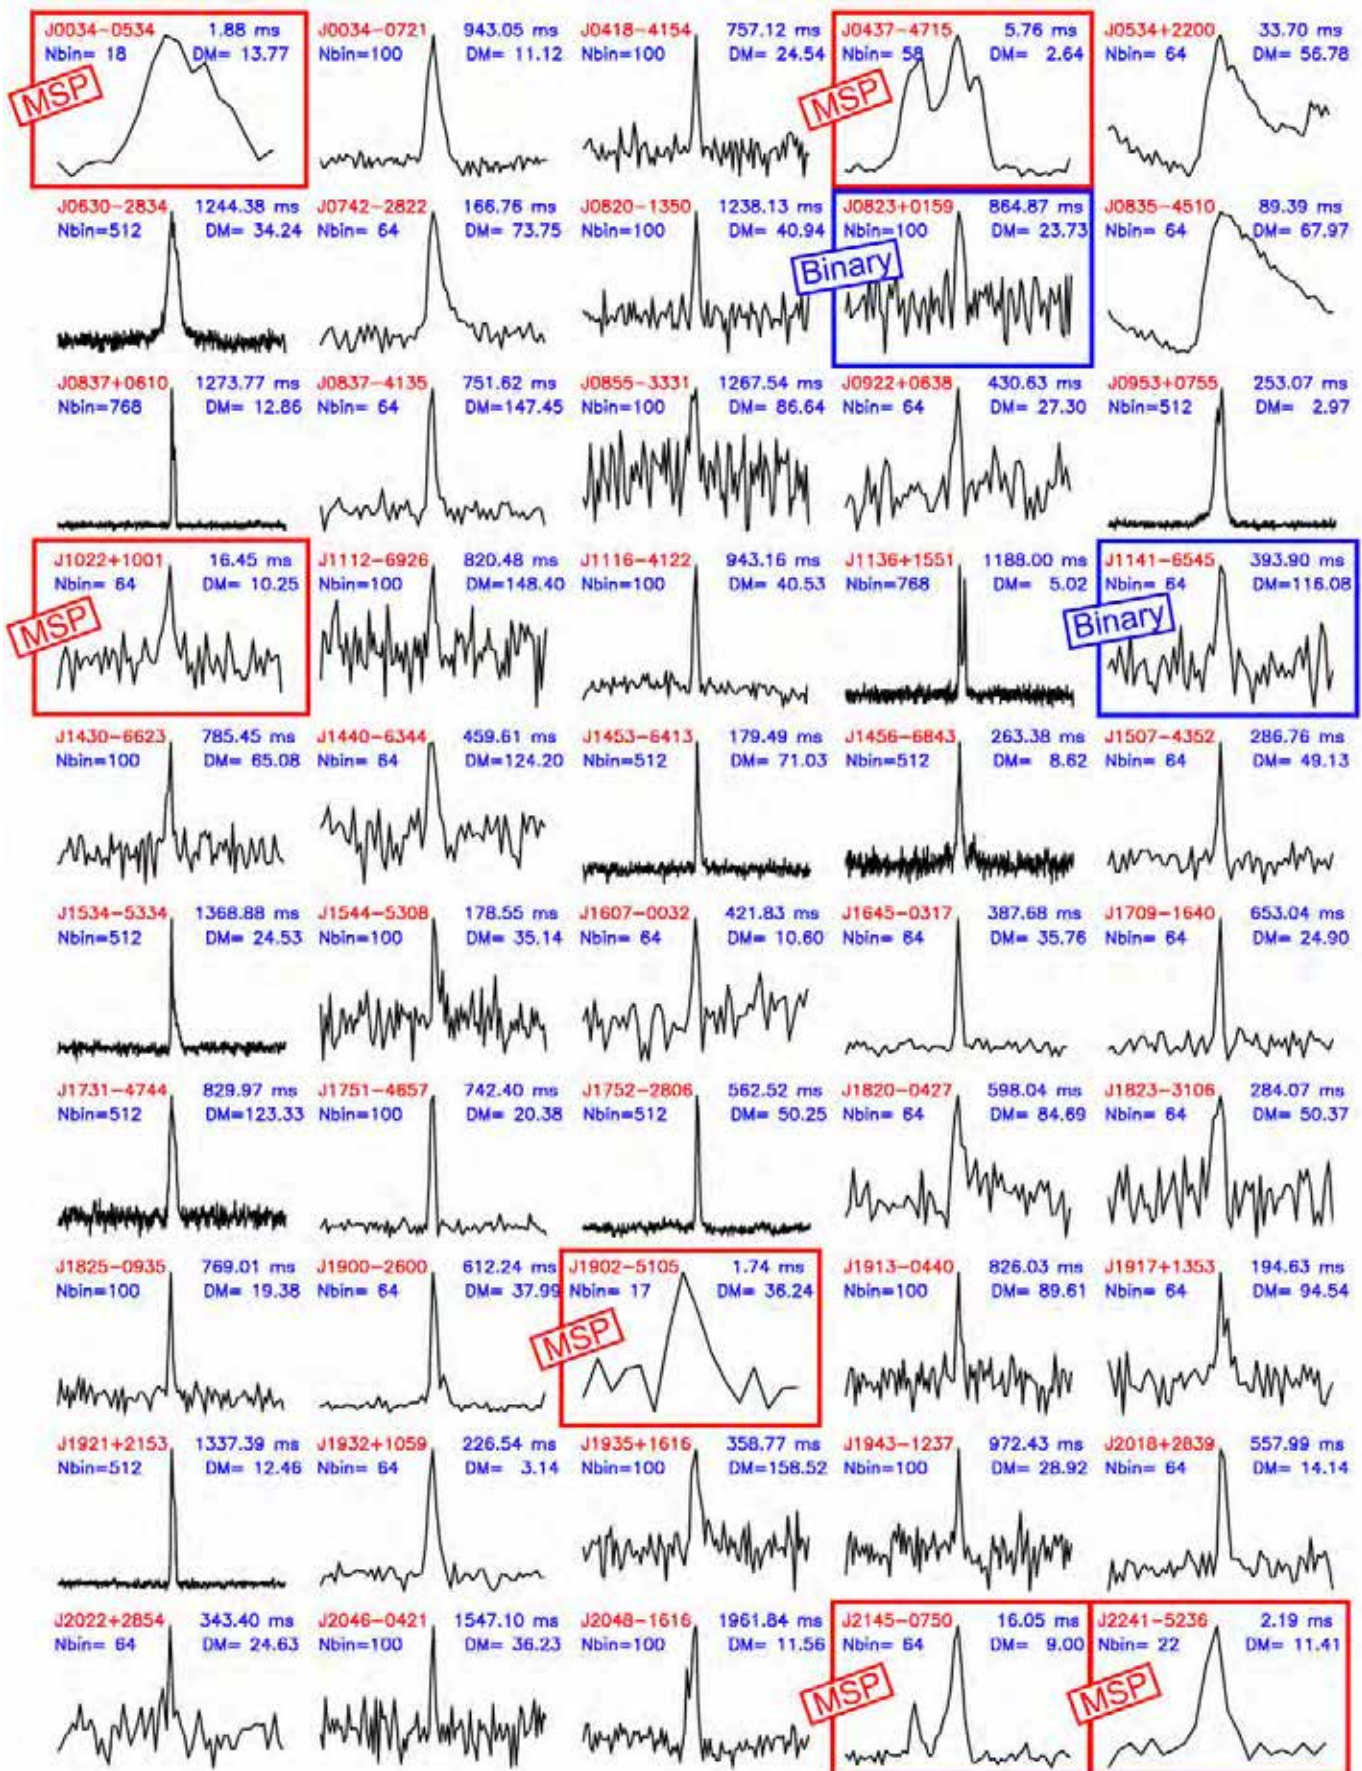 J0034-0534 1.88 ms J0034-0721 943.05 ms J0418-4154 757.12 ms J0437-4715 5.76 ms J0534+2200 33.70 ms
Nbin= 18 DM= 13.77 Nbin=100 DM= 11.12 Nbin=100 DM= 24.54 Nbin= 58 DM= 2.64 Nbin= 64 DM= 56.78
MSP MSP
J0630-2834 1244.38 ms J0742-2822 166.76 ms J0820-1350 1238.13 ms J0823+0159 864.87 ms J0835-4510 89.39 ms
Nbin=512 DM= 34.24 Nbin= 64 DM= 73.75 Nbin=100 DM= 40.94 Nbin=100 DM= 23.73 Nbin= 64 DM= 67.97
Binary
J0837+0610 1273.77 ms J0837-4135 751.62 ms J0855-3331 1267.54 ms J0922+0638 430.63 ms J0953+0755 253.07 ms
Nbin=768 DM= 12.86 Nbin= 64 DM=147.45 Nbin=100 DM= 86.64 Nbin= 64 DM= 27.30 Nbin=512 DM= 2.97
J1022+1001 16.45 ms J1112-6926 820.48 ms J1116-4122 943.16 ms J1136+1551 1188.00 ms J1141-6545 393.90 ms
Nbin= 64 DM= 10.25 Nbin=100 DM=148.40 Nbin=100 DM= 40.53 Nbin=768 DM= 5.02 Nbin= 64 DM=116.08
MSP Binary
J1430-6623 785.45 ms J1440-6344 459.61 ms J1453-6413 179.49 ms J1456-6843 263.38 ms J1507-4352 286.76 ms
Nbin=100 DM= 65.08 Nbin= 64 DM=124.20 Nbin=512 DM= 71.03 Nbin=512 DM= 8.62 Nbin= 64 DM= 49.13
J1534-5334 1368.88 ms J1544-5308 178.55 ms J1607-0032 421.83 ms J1645-0317 387.68 ms J1709-1640 653.04 ms
Nbin=512 DM= 24.53 Nbin=100 DM= 35.14 Nbin= 64 DM= 10.60 Nbin= 64 DM= 35.76 Nbin= 64 DM= 24.90
J1731-4744 829.97 ms J1751-4657 742.40 ms J1752-2806 562.52 ms J1820-0427 598.04 ms J1823-3106 284.07 ms
Nbin=512 DM=123.33 Nbin=100 DM= 20.38 Nbin=512 DM= 50.25 Nbin= 64 DM= 84.69 Nbin= 64 DM= 50.37
J1825-0935 769.01 ms J1900-2600 612.24 ms J1902-5105 1.74 ms J1913-0440 826.03 ms J1917+1353 194.63 ms
Nbin=100 DM= 19.38 Nbin= 64 DM= 37.99 Nbin= 17 DM= 36.24 Nbin=100 DM= 89.61 Nbin= 64 DM= 94.54
MSP
J1921+2153 1337.39 ms J1932+1059 226.54 ms J1935+1616 358.77 ms J1943-1237 972.43 ms J2018+2839 557.99 ms
Nbin=512 DM= 12.46 Nbin= 64 DM= 3.14 Nbin=100 DM=158.52 Nbin=100 DM= 28.92 Nbin= 64 DM= 14.14
J2022+2854 343.40 ms J2046-0421 1547.10 ms J2048-1616 1961.84 ms J2145-0750 16.05 ms J2241-5236 2.19 ms
Nbin= 64 DM= 24.63 Nbin=100 DM= 36.23 Nbin=100 DM= 11.56 Nbin= 64 DM= 9.00 Nbin= 22 DM= 11.41
MSP MSP